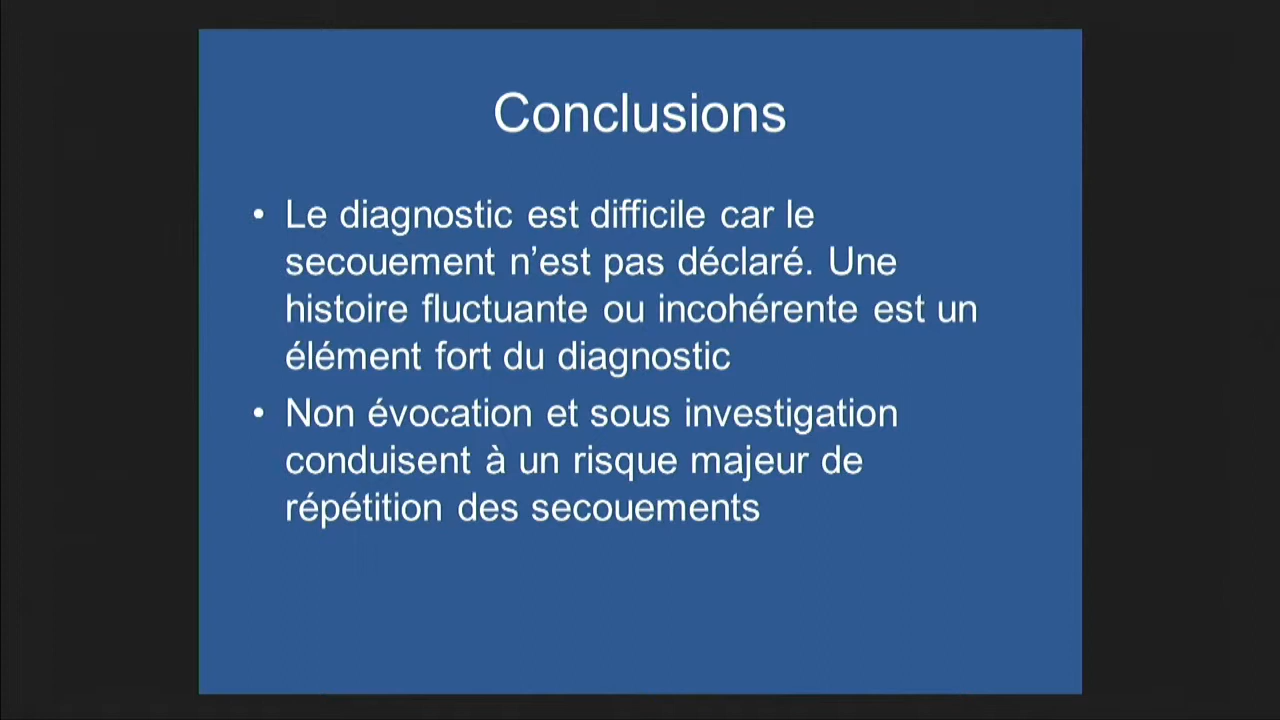 Conclusions
• Le diagnostic est difficile car le
secouement n’est pas déclaré. Une
histoire fluctuante ou incohérente est un
élément fort du diagnostic
• Non évocation et sous investigation
conduisent à un risque majeur de
répétition des secouements